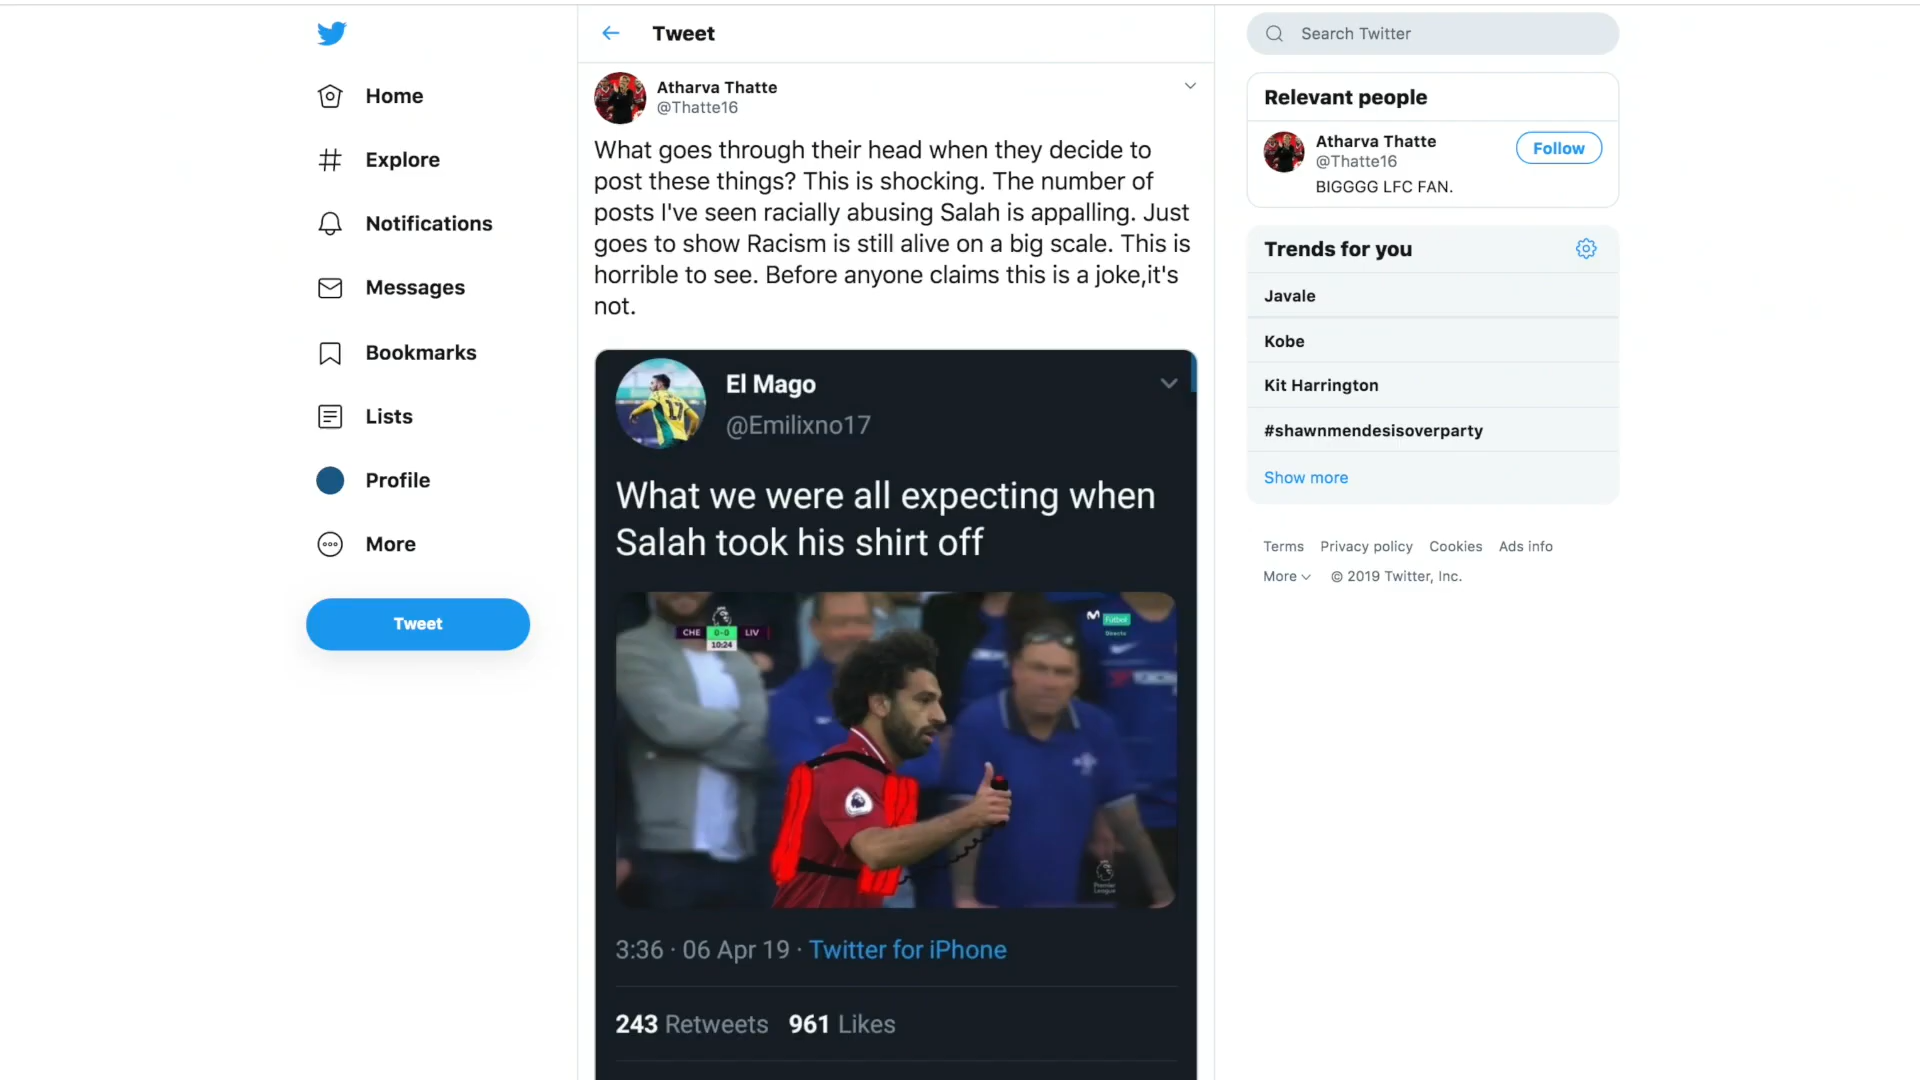 Tweet
Search Twitter
Home
Explore
Notifications
Messages
Bookmarks
Lists
Profile
More
Tweet
Atharva Thatte
@Thatte16
What goes through their head when they decide to
post these things? This is shocking. The number of
posts I've seen racially abusing Salah is appalling. Just
goes to show Racism is still alive on a big scale. This is
horrible to see. Before anyone claims this is a joke,it's
not.
El Mago
@Emilixno17
What we were all expecting when
Salah took his shirt off
CHE 0-0 LIV
10:24
Fútbol
Directo
17
Premier
League
3:36 · 06 Apr 19 · Twitter for iPhone
243 Retweets 961 Likes
Relevant people
Atharva Thatte
@Thatte16
Follow
BIGGGG LFC FAN.
Trends for you
Javale
Kobe
Kit Harrington
#shawnmendesisoverparty
Show more
Terms Privacy policy Cookies Ads info
More © 2019 Twitter, Inc.